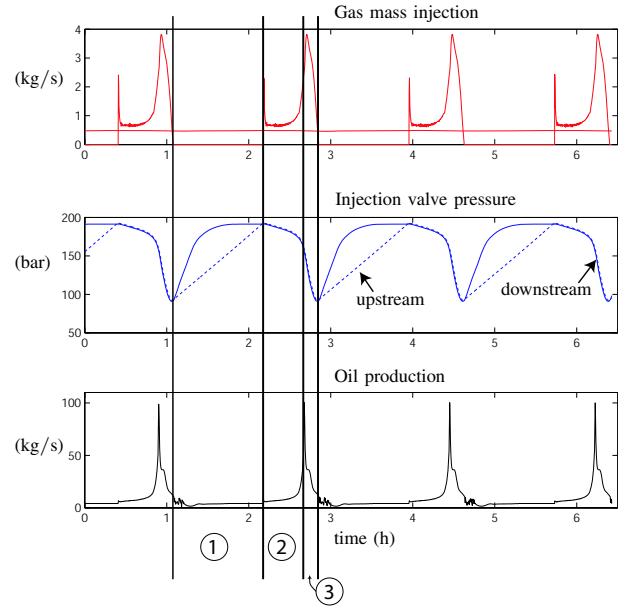 Gas mass injection
(kg/s)
4
3
2
1
0
0 1 2 3 4 5 6
Injection valve pressure
(bar)
200
150
100
50
upstream
downstream
0 1 2 3 4 5 6
Oil production
(kg/s)
100
50
0
0 1 2 3 4 5 6
time (h)
1
2
3